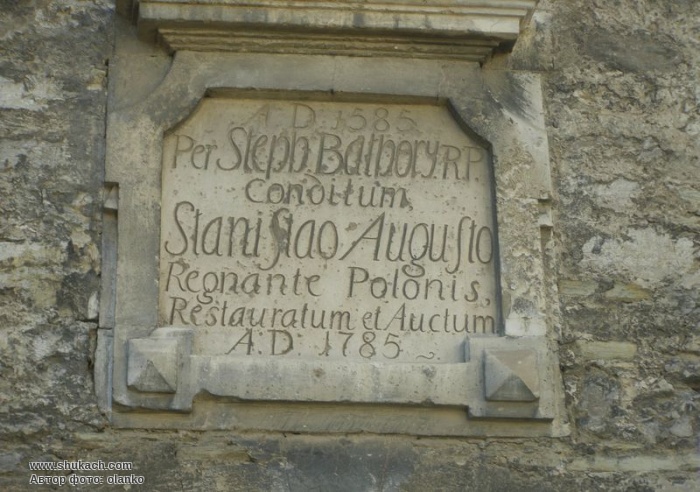 A.D. 1585.
Per Steph. Bathory. R.P.
Conditum,
Staniſlao Auguſto
Regnante Polonis,
Restauratum et Auctum
A.D. 1785.
www.shukach.com
Автор фото: olanko